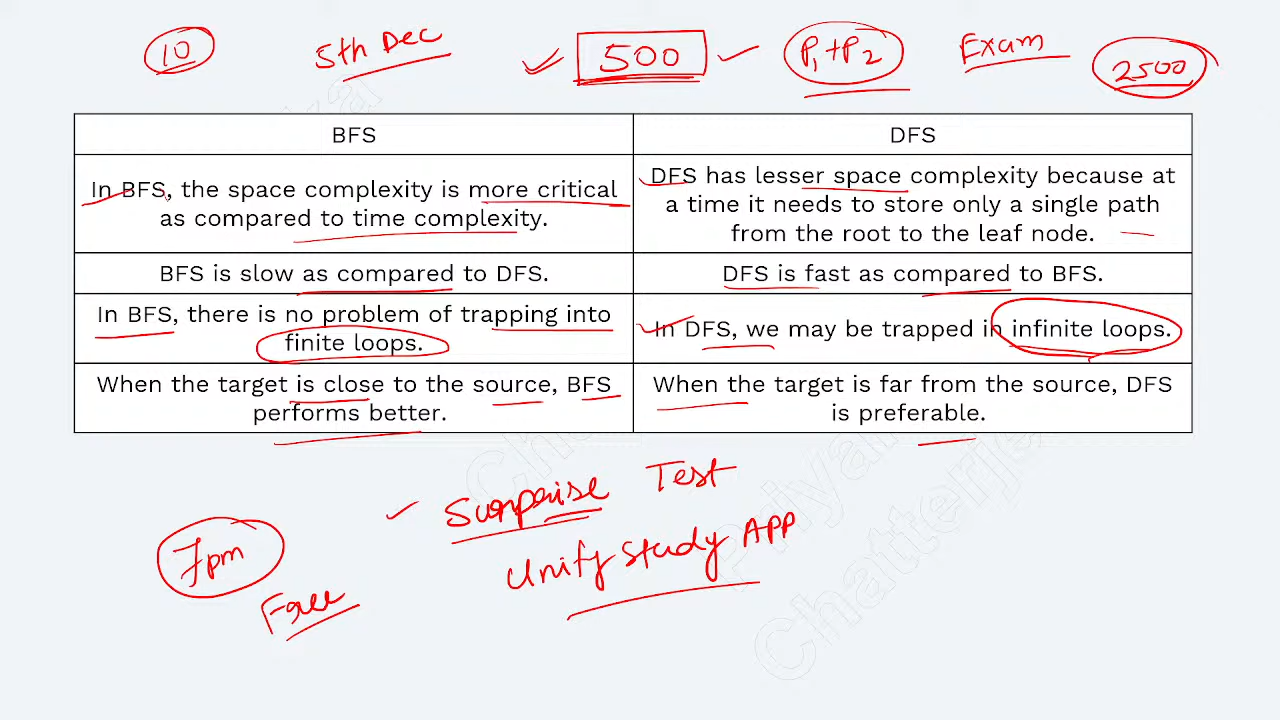 10 5th Dec 500 P1+P2 Exam 2500
BFS
DFS
In BFS, the space complexity is more critical
as compared to time complexity.
DFS has lesser space complexity because at
a time it needs to store only a single path
from the root to the leaf node.
BFS is slow as compared to DFS.
DFS is fast as compared to BFS.
In BFS, there is no problem of trapping into
finite loops.
In DFS, we may be trapped in infinite loops.
When the target is close to the source, BFS
performs better.
When the target is far from the source, DFS
is preferable.
Surprise Test
Unify Study APP
7pm
Free
Priyanka
Chatterjee